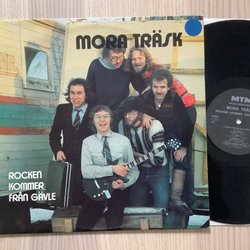 MORA TRÄSK
ROCKEN
KOMMER
FRÅN GÄVLE
MTM
MORA TRÄSK